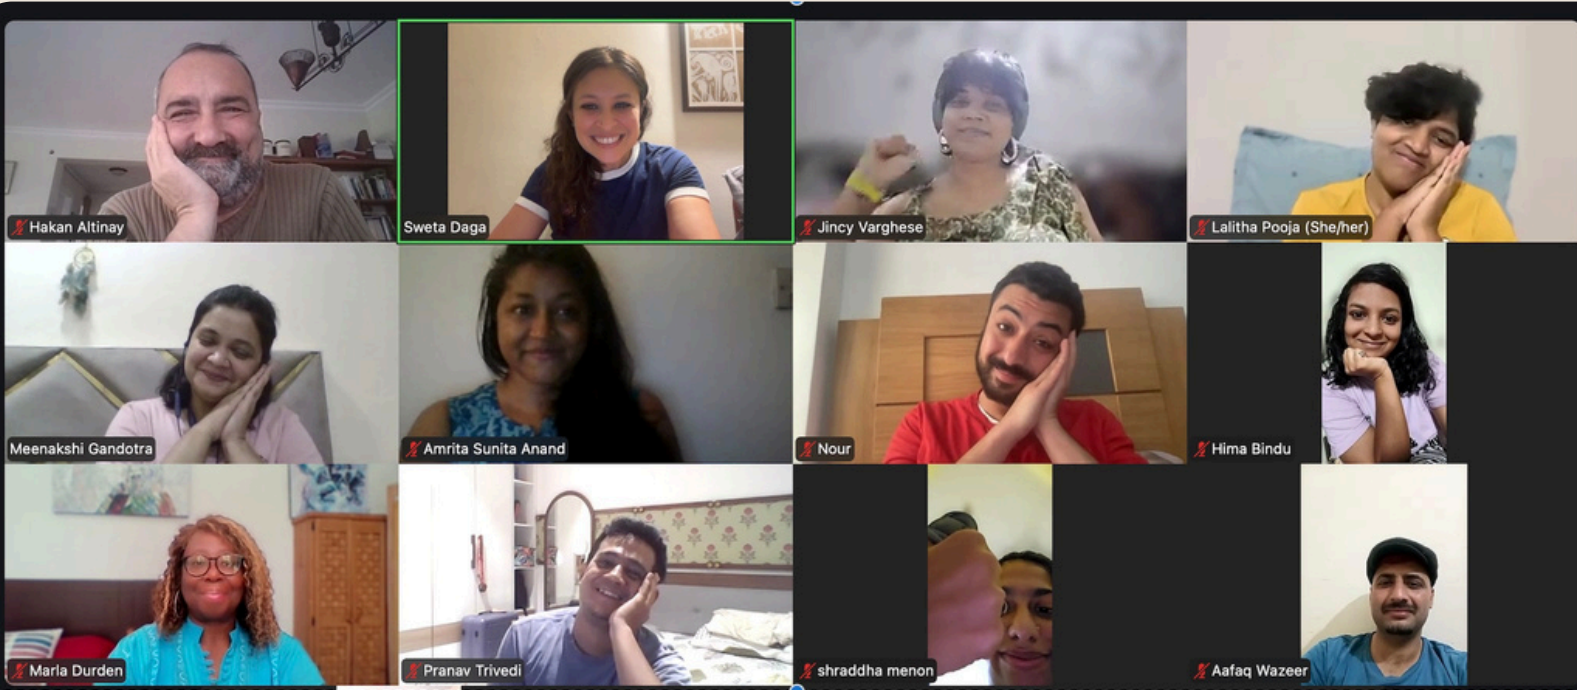 Hakan Altinay
Sweta Daga
Jincy Varghese
Lalitha Pooja (She/her)
Meenakshi Gandotra
Amrita Sunita Anand
Nour
Hima Bindu
Marla Durden
Pranav Trivedi
shraddha menon
Aafaq Wazeer